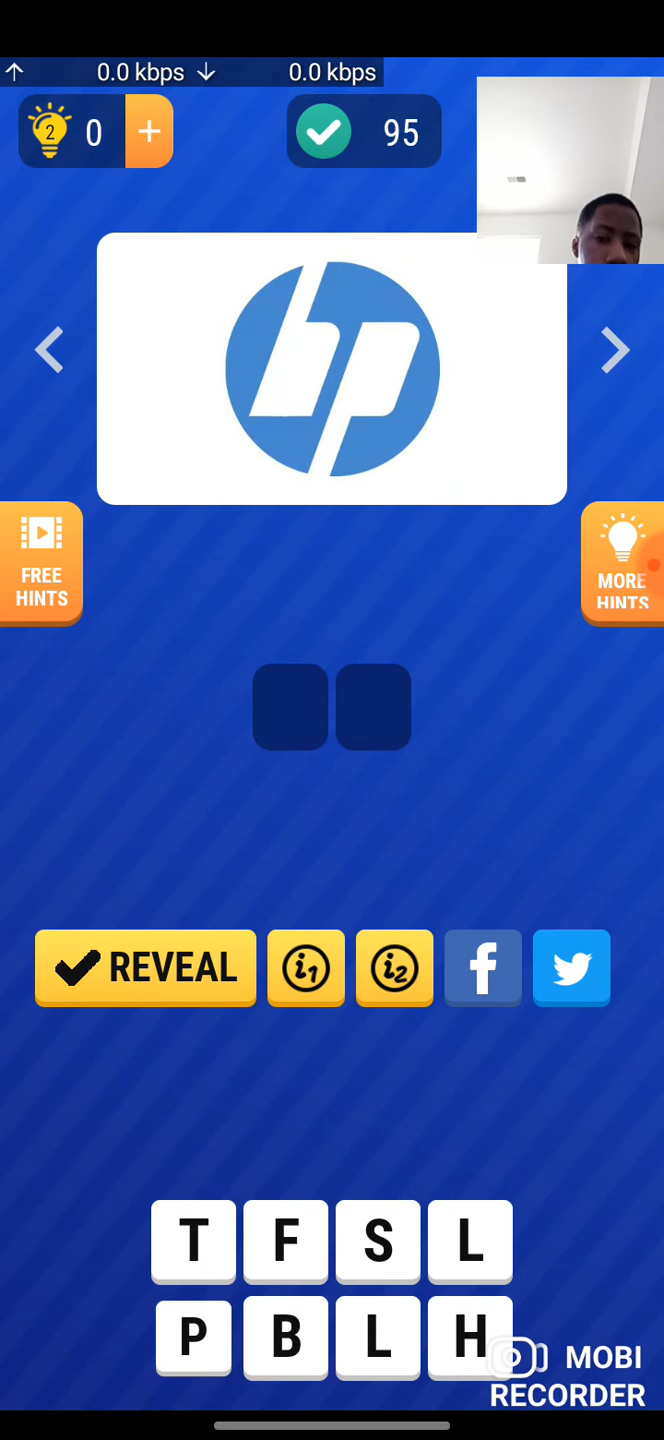 0.0 kbps 0.0 kbps
2 0 + 95
hp
FREE
HINTS
MORE
HINTS
REVEAL i1 i2 f
T F S L
P B L H
MOBI
RECORDER